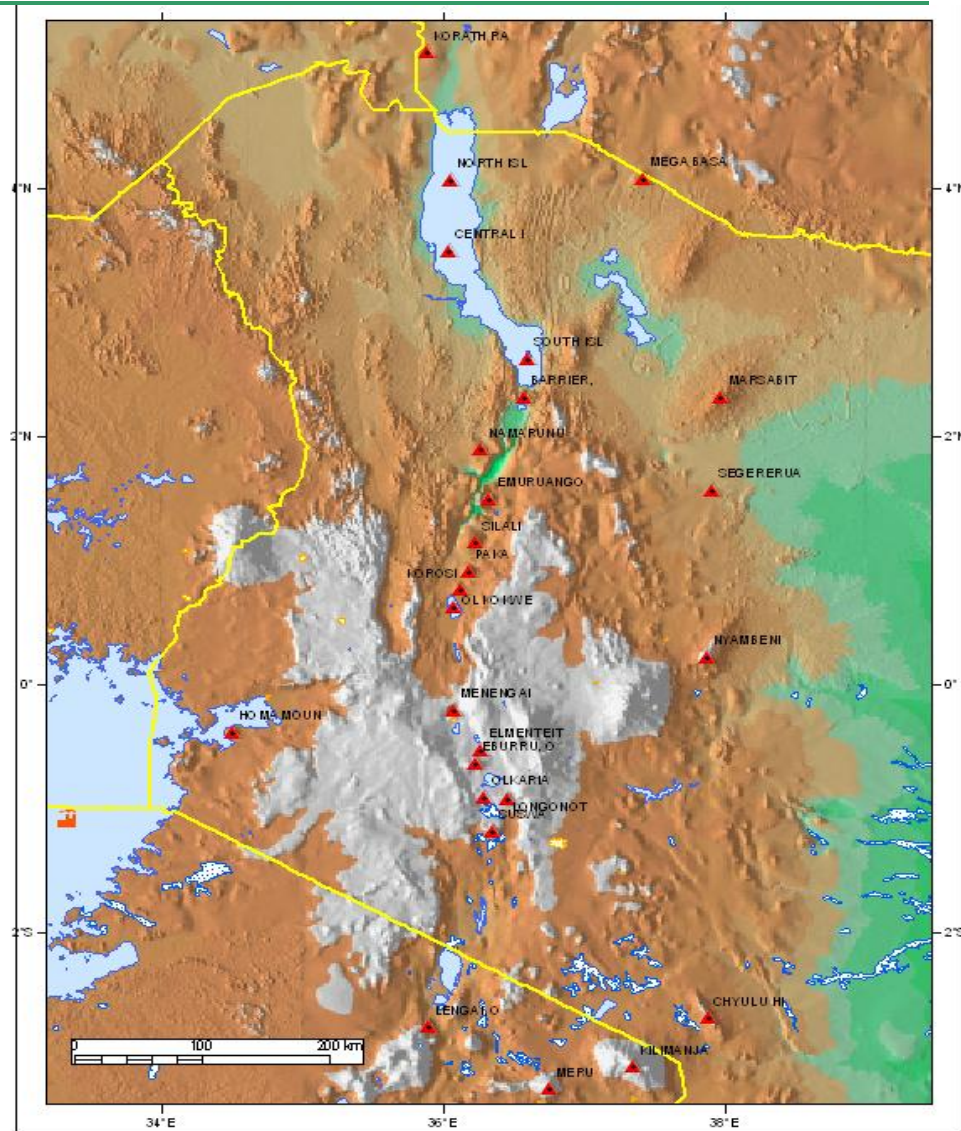 KORATH RA
NORTH ISL
MEGA BASA
4°N
4°N
CENTRAL I
SOUTH ISL
BARRIER,
MARSABIT
NAMARUNU
2°N
2°N
EMURUANGO
SEGERERUA
SILALI
PAKA
KOROSI
OL KOKWE
NYAMBENI
0°
0°
MENENGAI
HOMA MOUN
ELMENTEIT
EBURRU, O
OLKARIA
LONGONOT
SUSWA
2°S
2°S
CHYULU HI
LENGAI, O
KILIMANJA
0 100 200 km
MERU
34°E
36°E
38°E